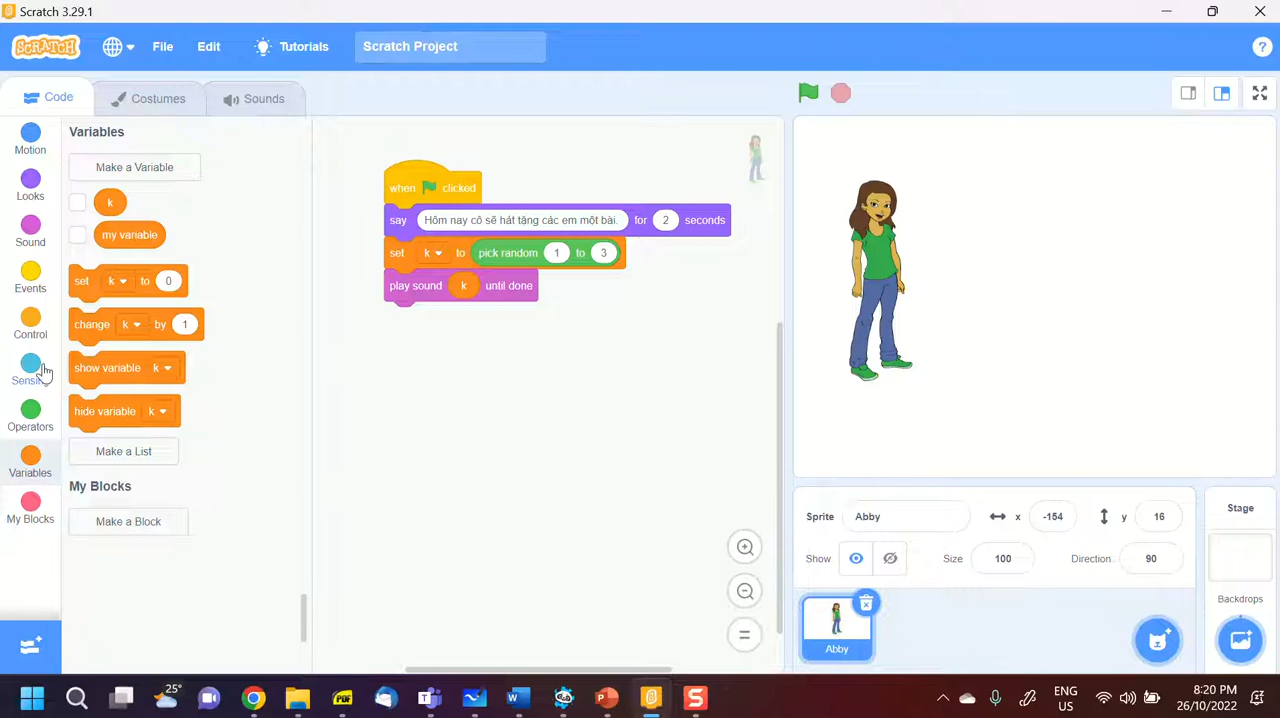 Scratch 3.29.1
SCRATCH File Edit Tutorials Scratch Project ?
Code Costumes Sounds
Motion
Looks
Sound
Events
Control
Sensi
Operators
Variables
My Blocks
Variables
Make a Variable
k
my variable
set k to 0
change k by 1
show variable k
hide variable k
Make a List
My Blocks
Make a Block
when clicked
say Hôm nay cô sẽ hát tặng các em một bài. for 2 seconds
set k to pick random 1 to 3
play sound k until done
Sprite Abby x -154 y 16
Show Size 100 Direction 90
Abby
Stage
Backdrops
25°
PDF
ENG
US
8:20 PM
26/10/2022